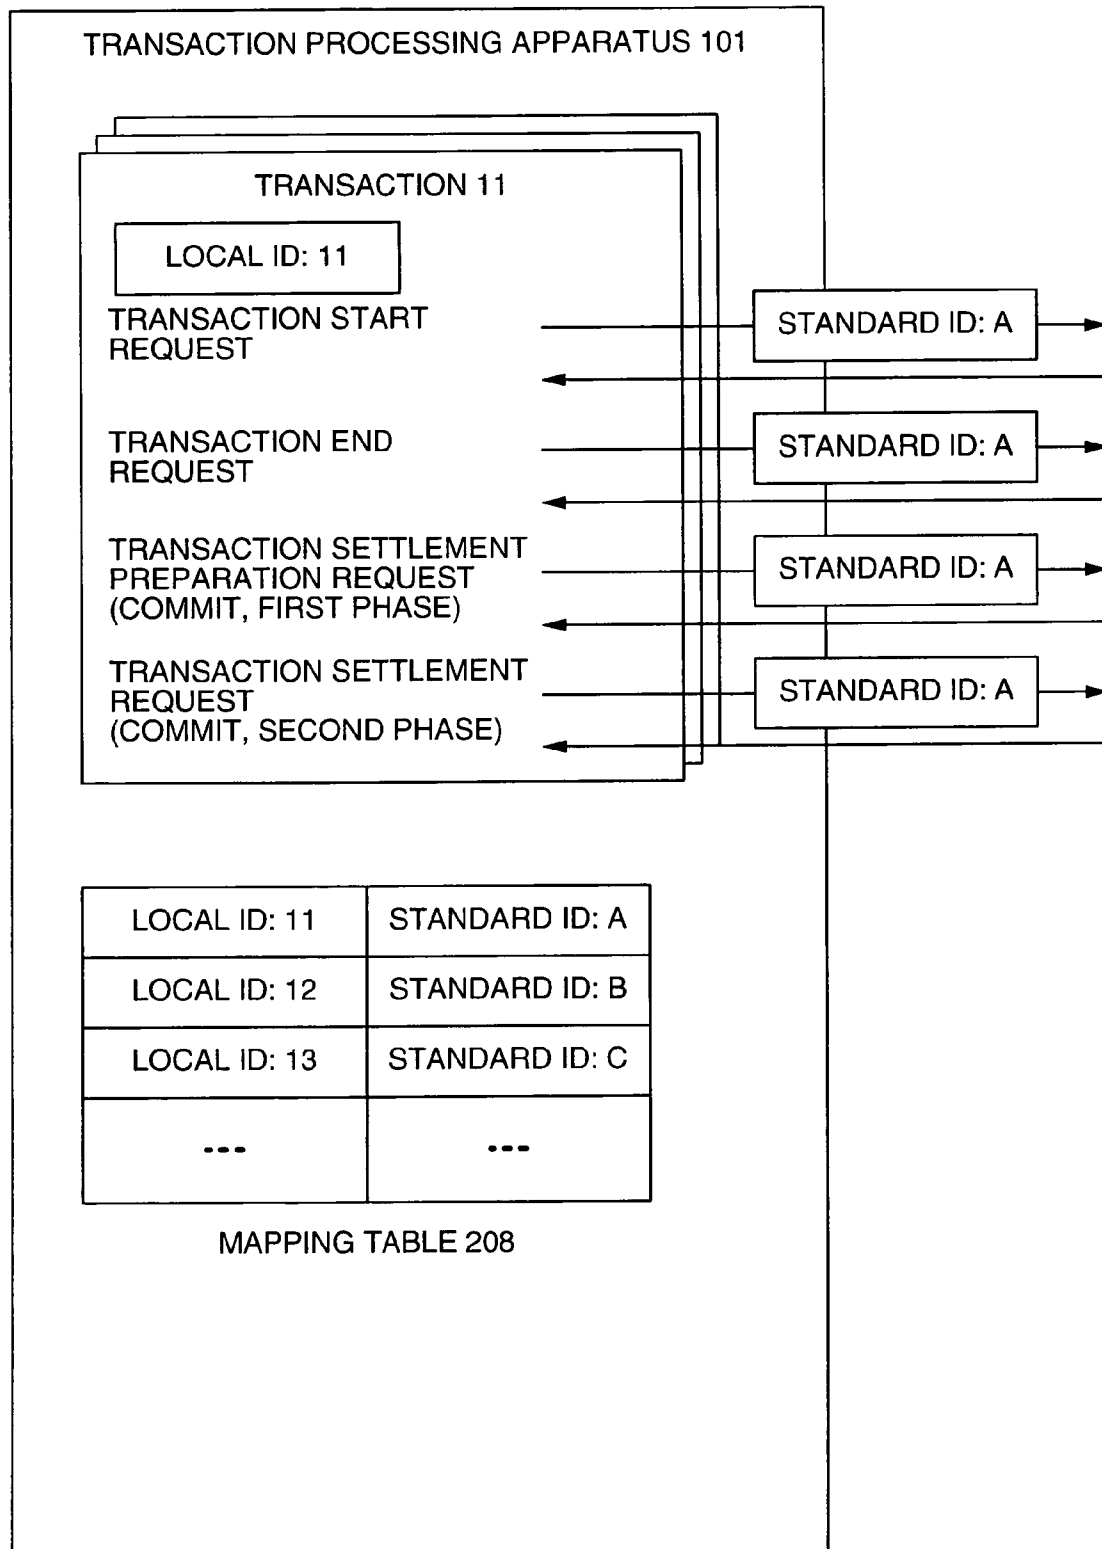 TRANSACTION PROCESSING APPARATUS 101
TRANSACTION 11
LOCAL ID: 11
TRANSACTION START
REQUEST
STANDARD ID: A
TRANSACTION END
REQUEST
STANDARD ID: A
TRANSACTION SETTLEMENT
PREPARATION REQUEST
(COMMIT, FIRST PHASE)
STANDARD ID: A
TRANSACTION SETTLEMENT
REQUEST
(COMMIT, SECOND PHASE)
STANDARD ID: A
LOCAL ID: 11 STANDARD ID: A
LOCAL ID: 12 STANDARD ID: B
LOCAL ID: 13 STANDARD ID: C
--- ---
MAPPING TABLE 208